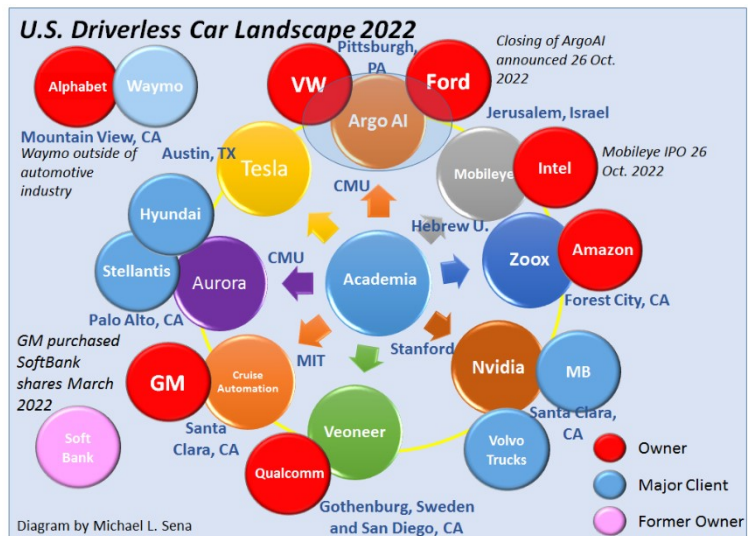 U.S. Driverless Car Landscape 2022
Alphabet
Waymo
Mountain View, CA
Waymo outside of
automotive
industry
VW
Pittsburgh,
PA
Ford
Argo AI
Closing of ArgoAI
announced 26 Oct.
2022
Jerusalem, Israel
Mobileye
Intel
Mobileye IPO 26
Oct. 2022
Austin, TX
Tesla
CMU
Hebrew U.
Hyundai
Stellantis
Aurora
CMU
Palo Alto, CA
Academia
Zoox
Amazon
Forest City, CA
GM purchased
SoftBank
shares March
2022
GM
Cruise
Automation
MIT
Santa
Clara, CA
Stanford
Nvidia
MB
Santa Clara,
CA
Volvo
Trucks
Soft
Bank
Veoneer
Qualcomm
Gothenburg, Sweden
and San Diego, CA
Owner
Major Client
Former Owner
Diagram by Michael L. Sena